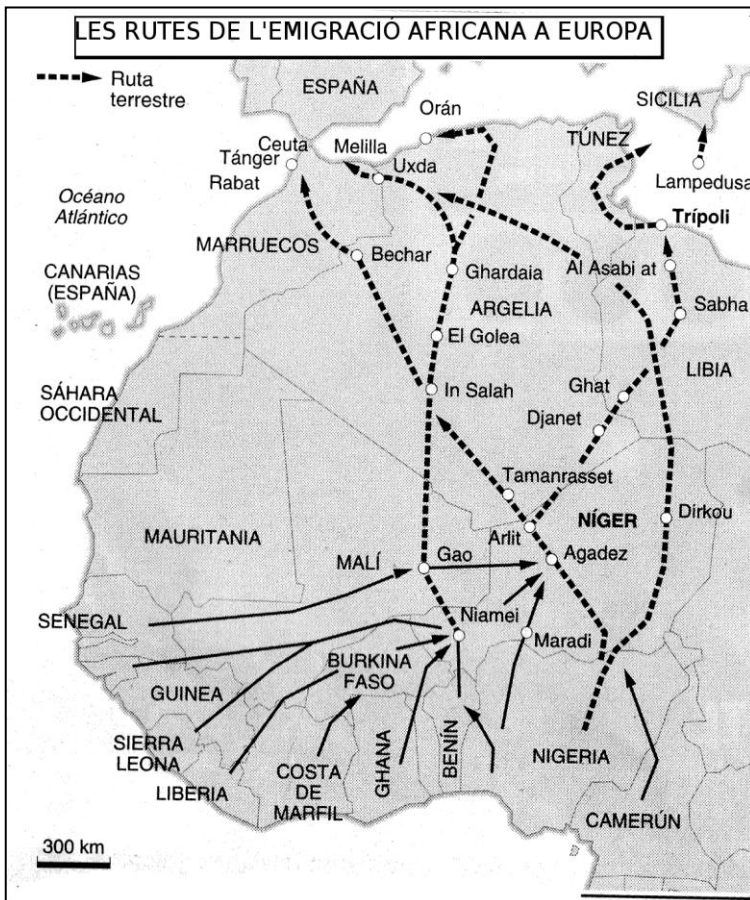 LES RUTES DE L'EMIGRACIÓ AFRICANA A EUROPA
Ruta
terrestre
ESPAÑA
Orán
SICILIA
Ceuta
Melilla
TÚNEZ
Tánger
Uxda
Rabat
Lampedusa
Océano
Atlántico
Trípoli
MARRUECOS
Bechar
Ghardaia
Al Asabi at
CANARIAS
(ESPAÑA)
ARGELIA
Sabha
El Golea
LIBIA
SÁHARA
OCCIDENTAL
In Salah
Ghat
Djanet
Tamanrasset
MAURITANIA
Arlit
NÍGER
Dirkou
MALÍ
Gao
Agadez
SENEGAL
Niamei
Maradi
BURKINA
FASO
GUINEA
SIERRA
LEONA
LIBERIA
COSTA
DE
MARFIL
GHANA
BENÍN
NIGERIA
CAMERÚN
300 km